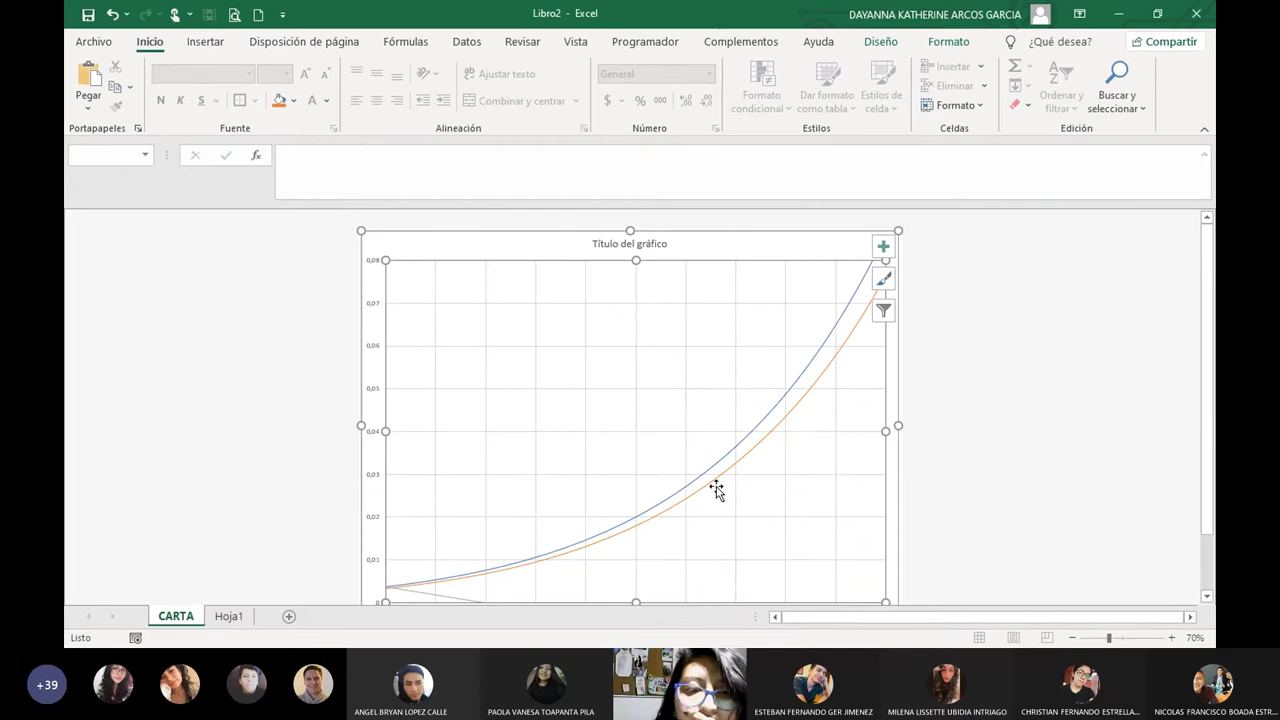 Libro2 - Excel
DAYANNA KATHERINE ARCOS GARCIA
Archivo Inicio Insertar Disposición de página Fórmulas Datos Revisar Vista Programador Complementos Ayuda Diseño Formato ¿Qué desea? Compartir
Pegar
N K S
A A
Ajustar texto
Combinar y centrar
General
$ % 000
Formato condicional
Dar formato como tabla
Estilos de celda
Insertar
Eliminar
Formato
Ordenar y filtrar
Buscar y seleccionar
Portapapeles Fuente Alineación Número Estilos Celdas Edición
fx
Título del gráfico
0,08
0,07
0,06
0,05
0,04
0,03
0,02
0,01
0
CARTA Hoja1
Listo
70%
+39
ANGEL BRYAN LOPEZ CALLE
PAOLA VANESA TOAPANTA PILA
ESTEBAN FERNANDO GER JIMENEZ
MILENA LISSETTE UBIDIA INTRIAGO
CHRISTIAN FERNANDO ESTRELLA...
NICOLAS FRANCISCO BOADA ESTR...